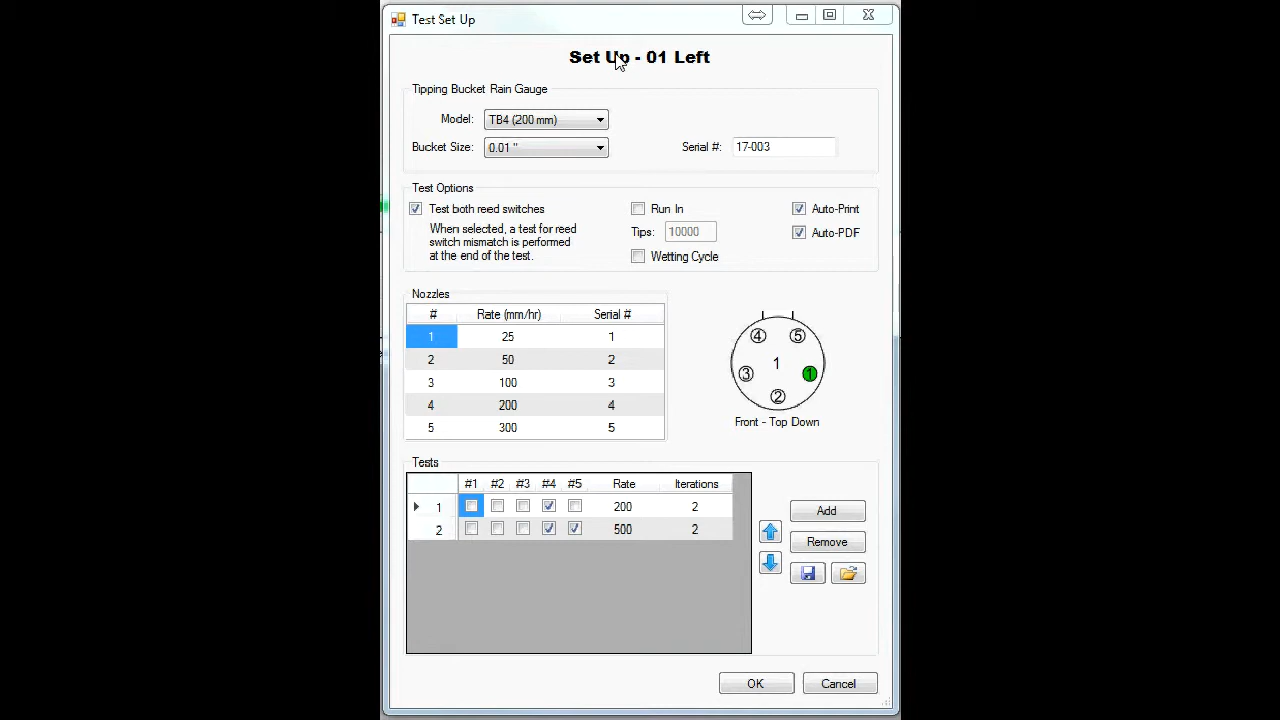 Test Set Up
Set Up - 01 Left
Tipping Bucket Rain Gauge
Model: TB4 (200 mm)
Bucket Size: 0.01 " Serial #: 17-003
Test Options
Test both reed switches Run In Auto-Print
When selected, a test for reed
switch mismatch is performed
at the end of the test.
Tips: 10000 Auto-PDF
Wetting Cycle
Nozzles
# Rate (mm/hr) Serial #
1 25 1
2 50 2
3 100 3
4 200 4
5 300 5
4 5
3 1 1
2
Front - Top Down
Tests
#1 #2 #3 #4 #5 Rate Iterations
1 200 2
2 500 2
Add
Remove
OK Cancel